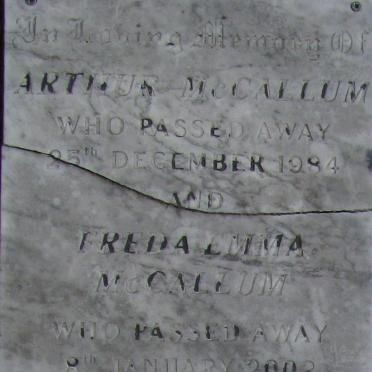 In Loving Memory Of
ARTHUR McCALLUM
WHO PASSED AWAY
25th DECEMBER 1984
AND
FREDA EMMA
McCALLUM
WHO PASSED AWAY
8th JANUARY